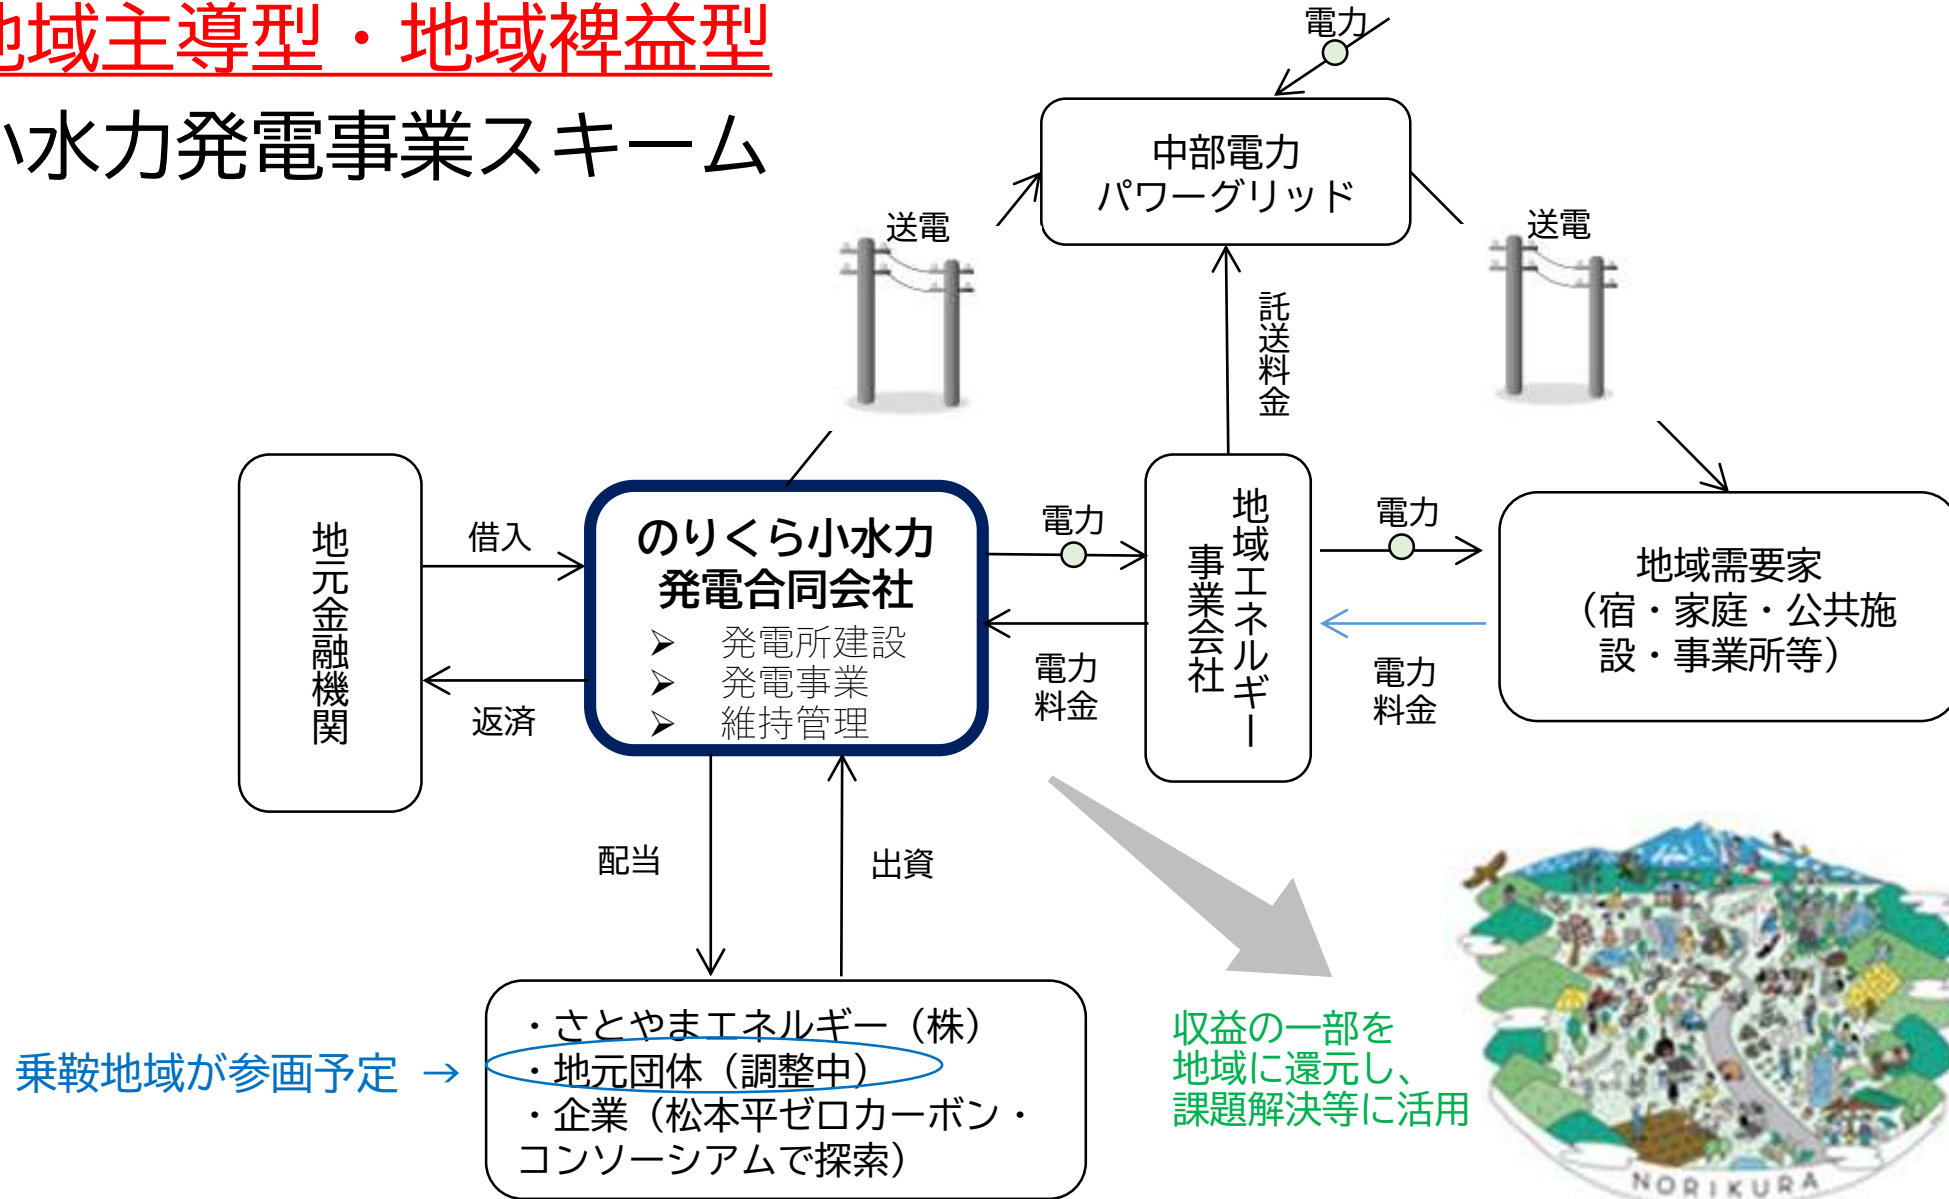 地域主導型・地域裨益型
小水力発電事業スキーム
電力
中部電力
パワーグリッド
送電
送電
託送料金
地元金融機関
借入
返済
のりくら小水力
発電合同会社
➢ 発電所建設
➢ 発電事業
➢ 維持管理
電力
電力
料金
地域エネルギー
事業会社
電力
電力
料金
地域需要家
（宿・家庭・公共施
設・事業所等）
配当
出資
乗鞍地域が参画予定 →
・さとやまエネルギー（株）
・地元団体（調整中）
・企業（松本平ゼロカーボン・
コンソーシアムで探索）
収益の一部を
地域に還元し、
課題解決等に活用
NORIKURA